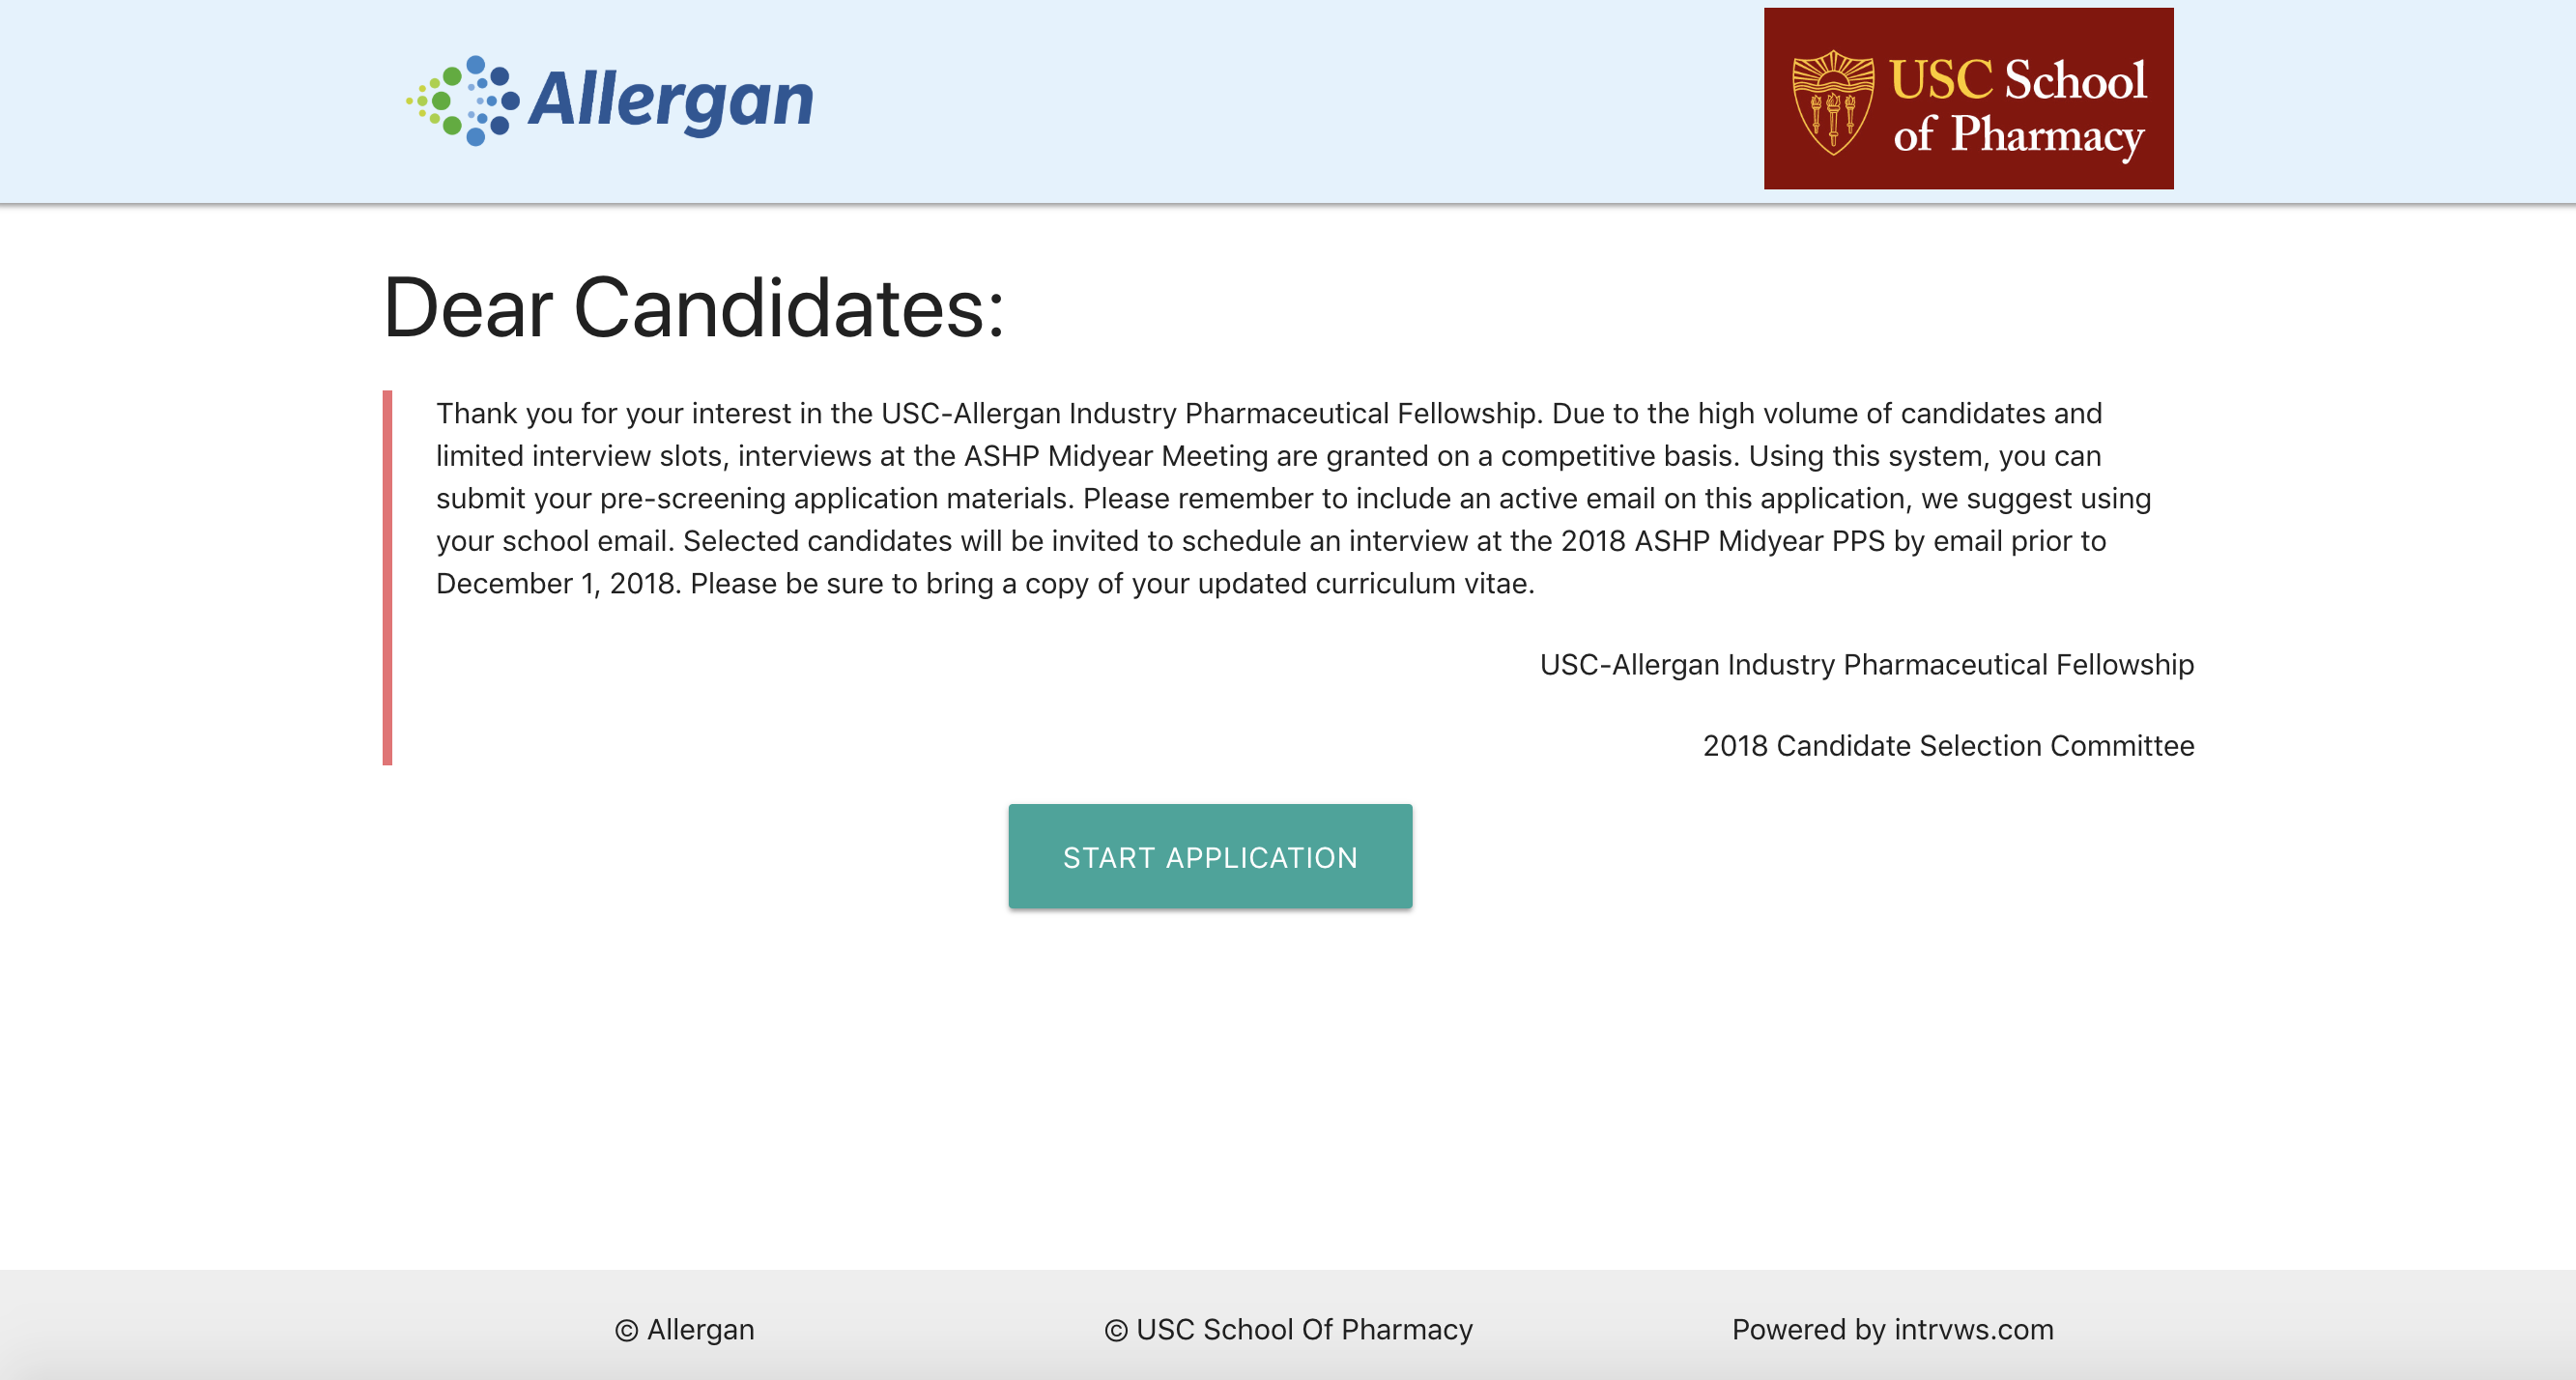 Allergan
USC School
of Pharmacy
Dear Candidates:
Thank you for your interest in the USC-Allergan Industry Pharmaceutical Fellowship. Due to the high volume of candidates and
limited interview slots, interviews at the ASHP Midyear Meeting are granted on a competitive basis. Using this system, you can
submit your pre-screening application materials. Please remember to include an active email on this application, we suggest using
your school email. Selected candidates will be invited to schedule an interview at the 2018 ASHP Midyear PPS by email prior to
December 1, 2018. Please be sure to bring a copy of your updated curriculum vitae.
USC-Allergan Industry Pharmaceutical Fellowship
2018 Candidate Selection Committee
START APPLICATION
© Allergan
© USC School Of Pharmacy
Powered by intrvws.com